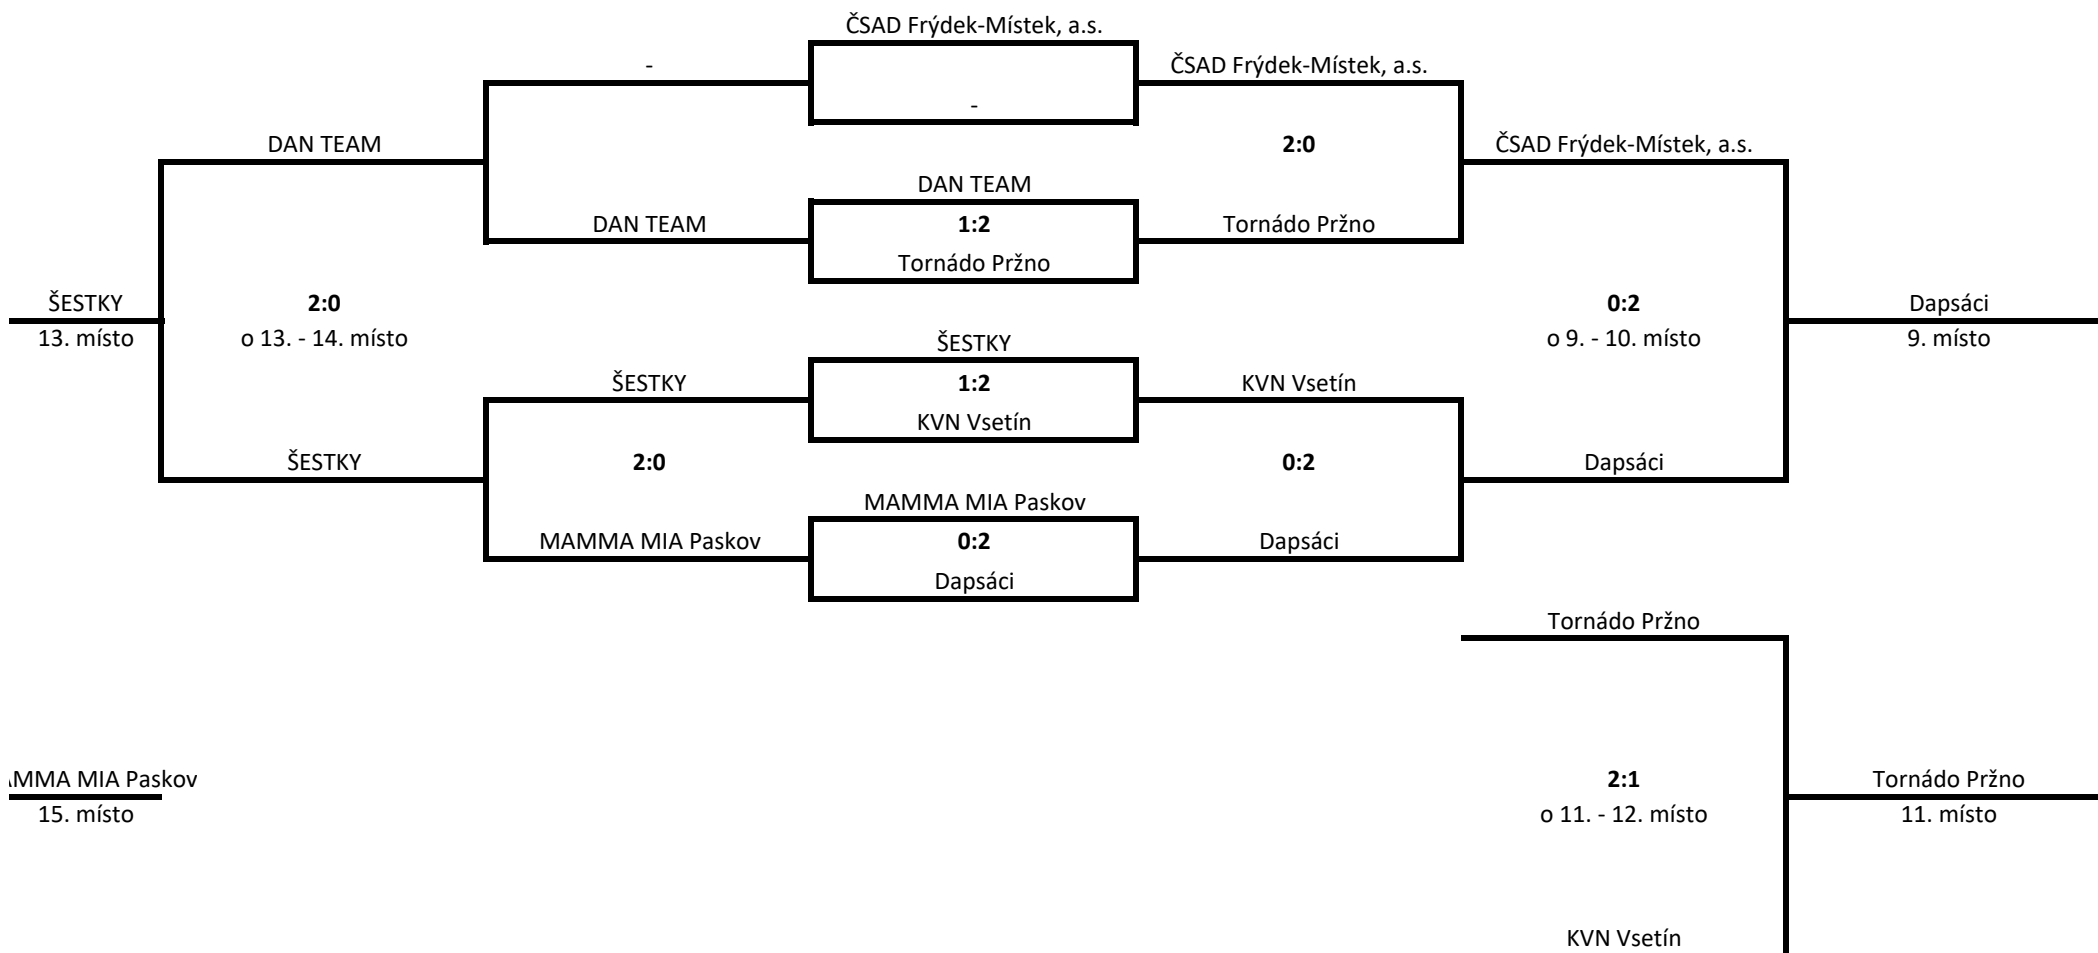 ČSAD Frýdek-Místek, a.s.
- ČSAD Frýdek-Místek, a.s.
-
DAN TEAM 2:0 ČSAD Frýdek-Místek, a.s.
DAN TEAM
DAN TEAM 1:2 Tornádo Pržno
Tornádo Pržno
ŠESTKY 2:0 0:2 Dapsáci
13. místo o 13. - 14. místo ŠESTKY o 9. - 10. místo 9. místo
ŠESTKY 1:2 KVN Vsetín
KVN Vsetín
ŠESTKY 2:0 0:2 Dapsáci
MAMMA MIA Paskov
MAMMA MIA Paskov 0:2 Dapsáci
Dapsáci
Tornádo Pržno
AMMA MIA Paskov 2:1 Tornádo Pržno
15. místo o 11. - 12. místo 11. místo
KVN Vsetín